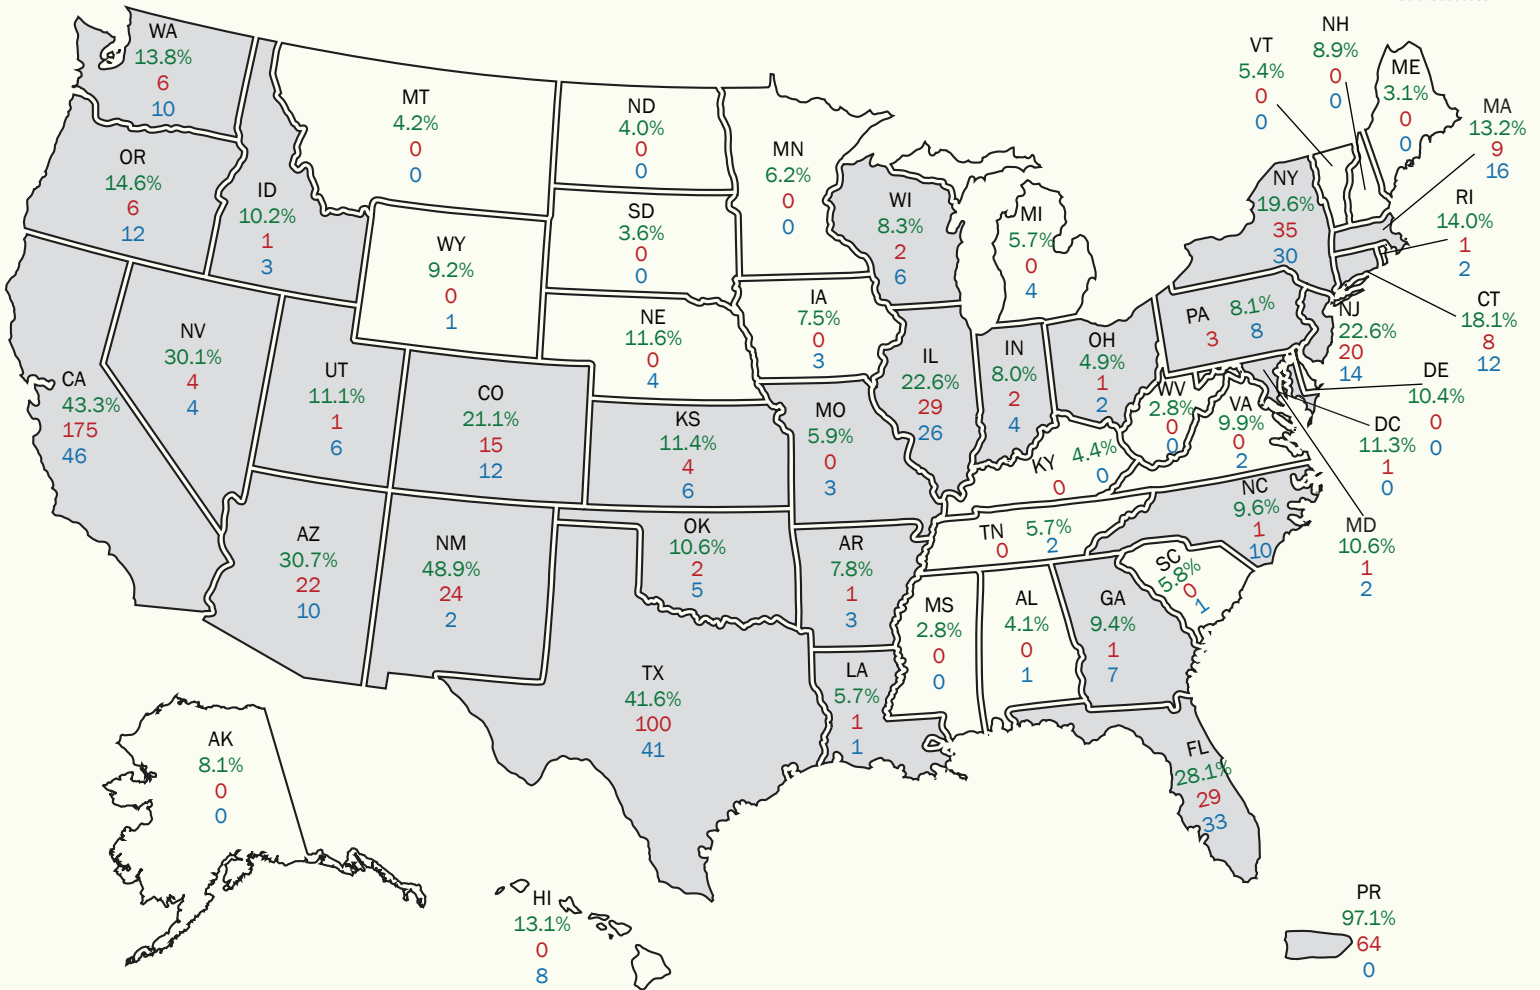 WA
13.8%
6
10
OR
14.6%
6
12
ID
10.2%
1
3
MT
4.2%
0
0
WY
9.2%
0
1
ND
4.0%
0
0
SD
3.6%
0
0
NE
11.6%
0
4
MN
6.2%
0
0
IA
7.5%
0
3
WI
8.3%
2
6
MI
5.7%
0
4
VT
5.4%
0
0
NH
8.9%
0
0
ME
3.1%
0
0
MA
13.2%
9
16
RI
14.0%
1
2
CT
18.1%
8
12
NY
19.6%
35
30
NJ
22.6%
20
14
PA 8.1%
3 8
DE
10.4%
0
0
DC
11.3%
1
0
MD
10.6%
1
2
CA
43.3%
175
46
NV
30.1%
4
4
UT
11.1%
1
6
CO
21.1%
15
12
KS
11.4%
4
6
MO
5.9%
0
3
IL
22.6%
29
26
IN
8.0%
2
4
OH
4.9%
1
2
WV
2.8%
0
0
VA
9.9%
0
2
KY 4.4%
0 0
NC
9.6%
1
10
TN 5.7%
0 2
SC
5.8%
0
1
AZ
30.7%
22
10
NM
48.9%
24
2
OK
10.6%
2
5
AR
7.8%
1
3
TX
41.6%
100
41
LA
5.7%
1
1
MS
2.8%
0
0
AL
4.1%
0
1
GA
9.4%
1
7
FL
28.1%
29
33
AK
8.1%
0
0
HI
13.1%
0
8
PR
97.1%
64
0